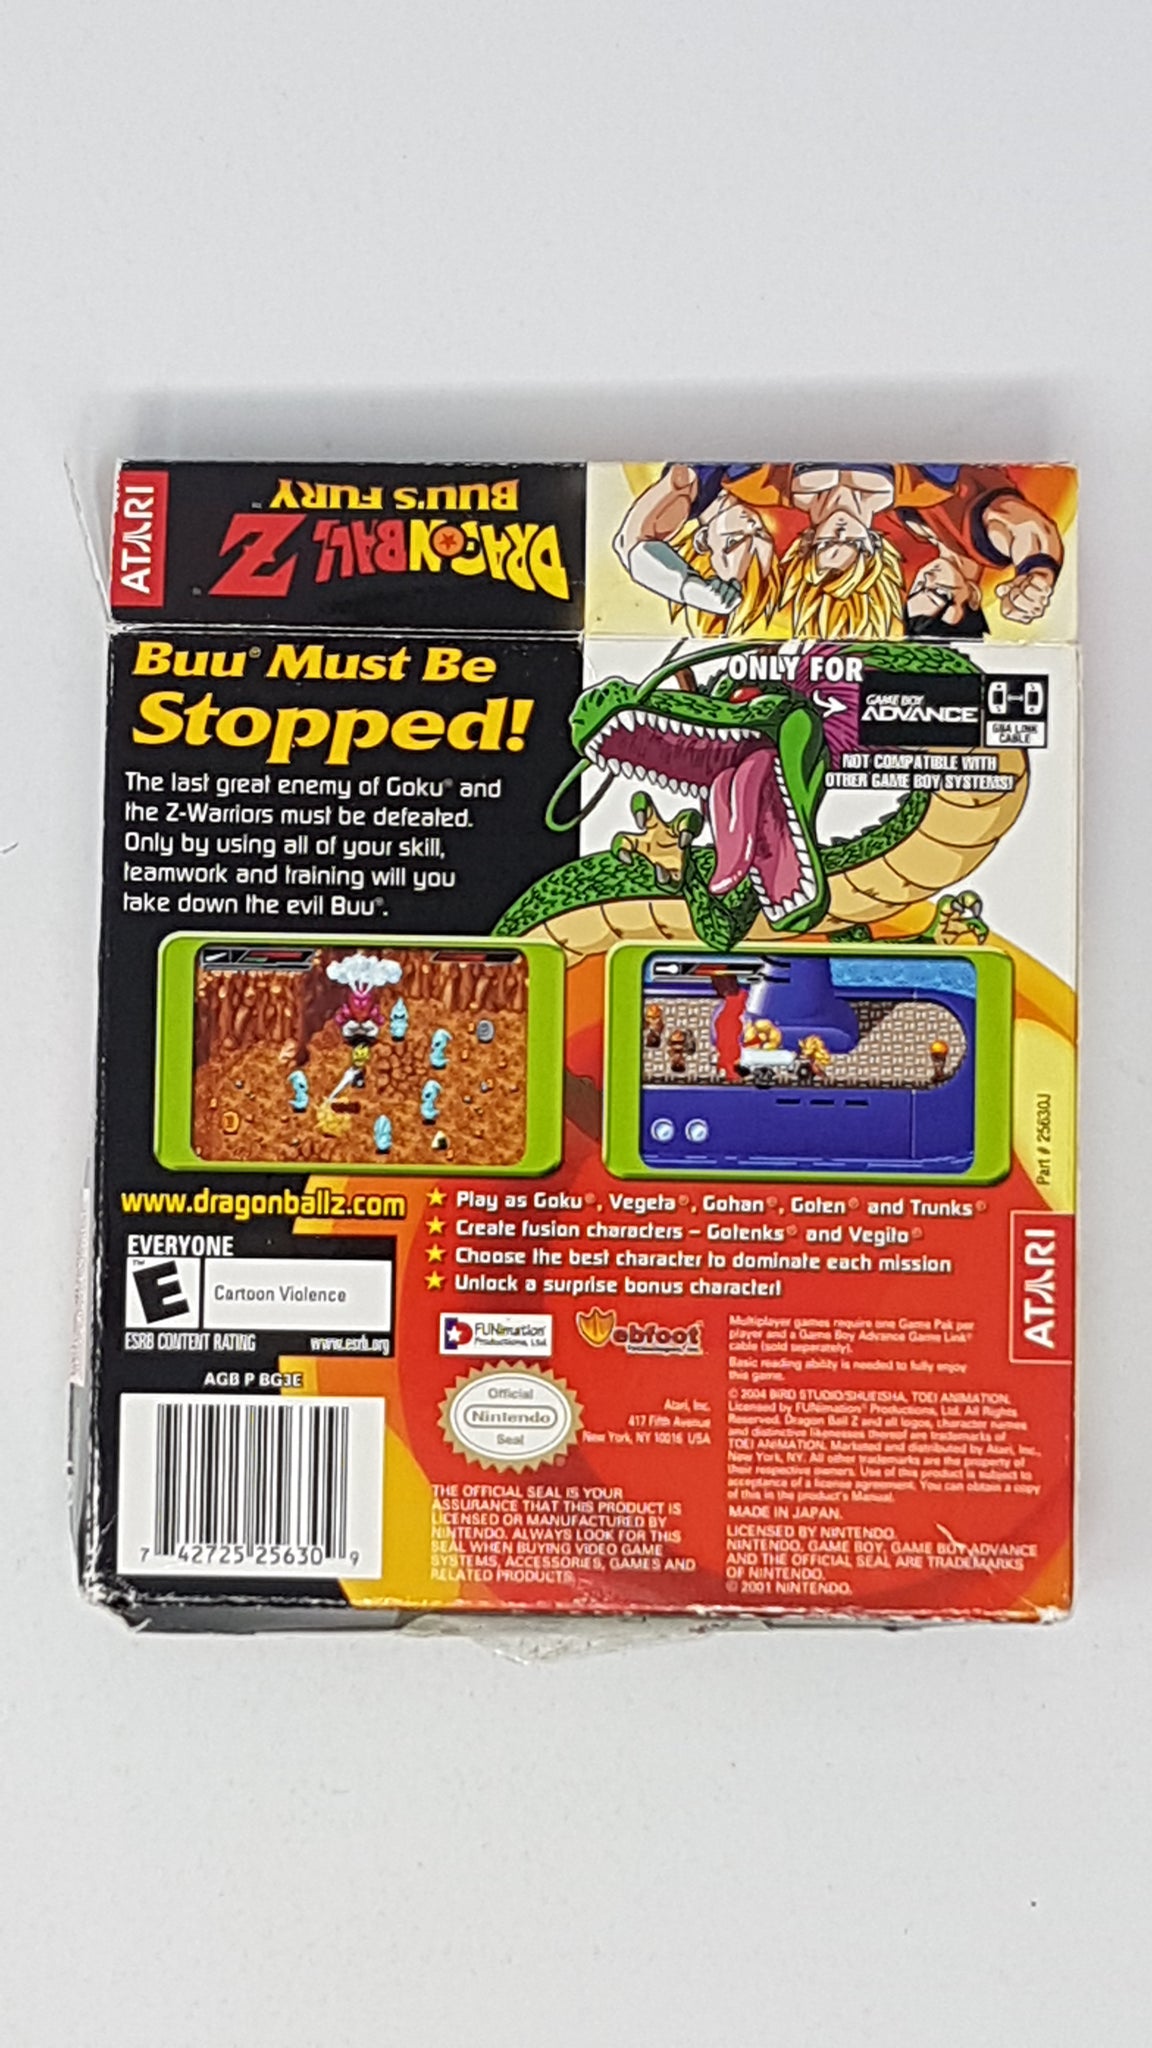 ATARI
DRAGONBALL Z
BUU'S FURY™
Buu® Must Be
Stopped!
The last great enemy of Goku® and
the Z-Warriors must be defeated.
Only by using all of your skill,
teamwork and training will you
take down the evil Buu®.
ONLY FOR
GAME BOY
ADVANCE
GBA LINK
CABLE
NOT COMPATIBLE WITH
OTHER GAME BOY SYSTEMS!
Part # 25630J
www.dragonballz.com
★ Play as Goku®, Vegeta®, Gohan®, Goten® and Trunks®
★ Create fusion characters – Gotenks® and Vegito®
★ Choose the best character to dominate each mission
★ Unlock a surprise bonus character!
ATARI
EVERYONE
E
Cartoon Violence
ESRB CONTENT RATING www.esrb.org
FUNimation
Productions, Ltd.
Webfoot
Technologies, Inc.
Multiplayer games require one Game Pak per
player and a Game Boy Advance Game Link®
cable (sold separately).
Basic reading ability is needed to fully enjoy
this game.
AGB P BG3E
7 42725 25630 9
Official
Nintendo
Seal
Atari, Inc.
417 Fifth Avenue
New York, NY 10016 USA
THE OFFICIAL SEAL IS YOUR
ASSURANCE THAT THIS PRODUCT IS
LICENSED OR MANUFACTURED BY
NINTENDO. ALWAYS LOOK FOR THIS
SEAL WHEN BUYING VIDEO GAME
SYSTEMS, ACCESSORIES, GAMES AND
RELATED PRODUCTS.
© 2004 BIRD STUDIO/SHUEISHA, TOEI ANIMATION.
Licensed by FUNimation® Productions, Ltd. All Rights
Reserved. Dragon Ball Z and all logos, character names
and distinctive likenesses thereof are trademarks of
TOEI ANIMATION. Marketed and distributed by Atari, Inc.,
New York, NY. All other trademarks are the property of
their respective owners. Use of this product is subject to
acceptance of a license agreement. You can obtain a copy
of this in the product's Manual.
MADE IN JAPAN.
LICENSED BY NINTENDO.
NINTENDO, GAME BOY, GAME BOY ADVANCE
AND THE OFFICIAL SEAL ARE TRADEMARKS
OF NINTENDO.
© 2001 NINTENDO.